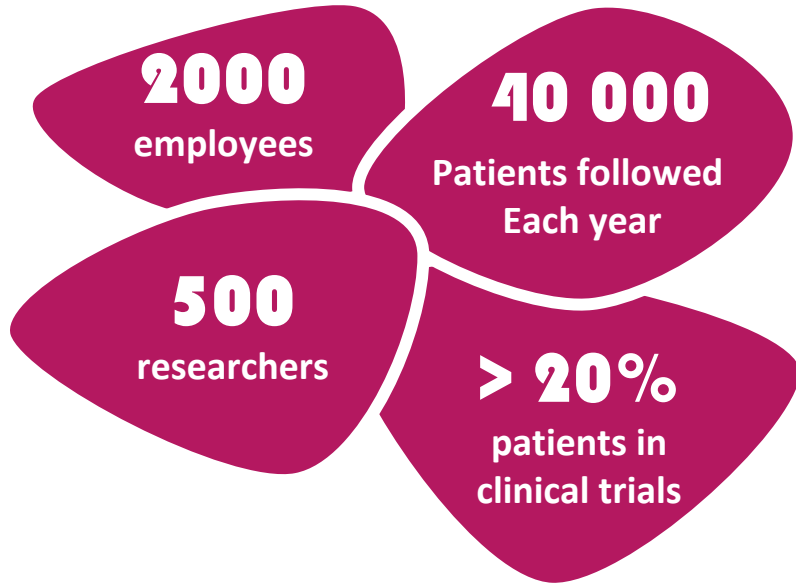 2000
employees
40 000
Patients followed
Each year
500
researchers
> 20%
patients in
clinical trials